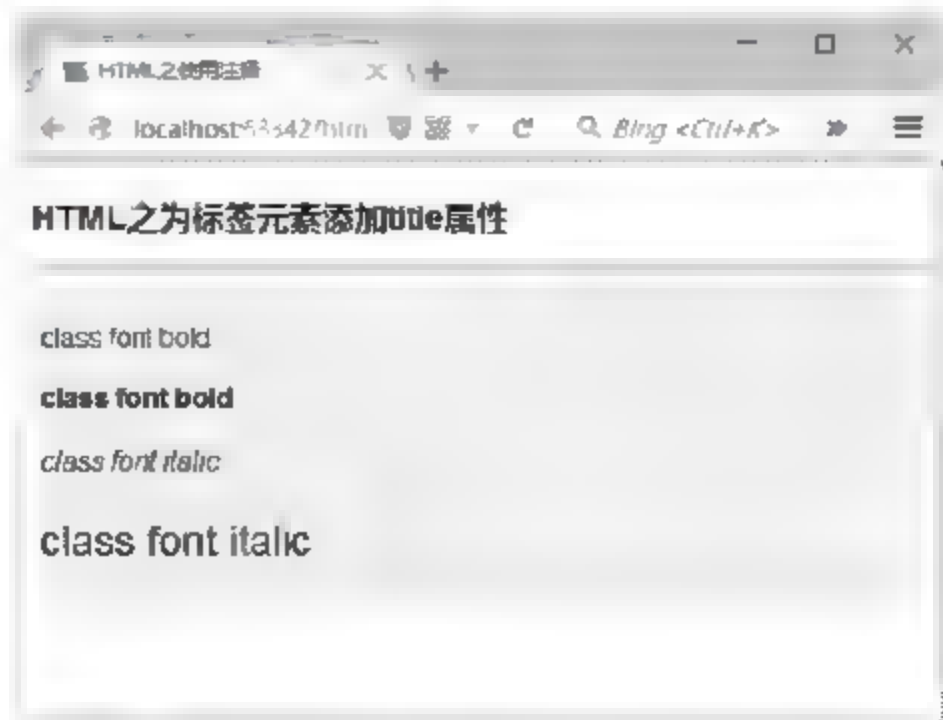 HTML之使用注释
localhost Bing <Ctrl+K>
HTML之为标签元素添加title属性
class font bold
class font bold
class font italic
class font italic